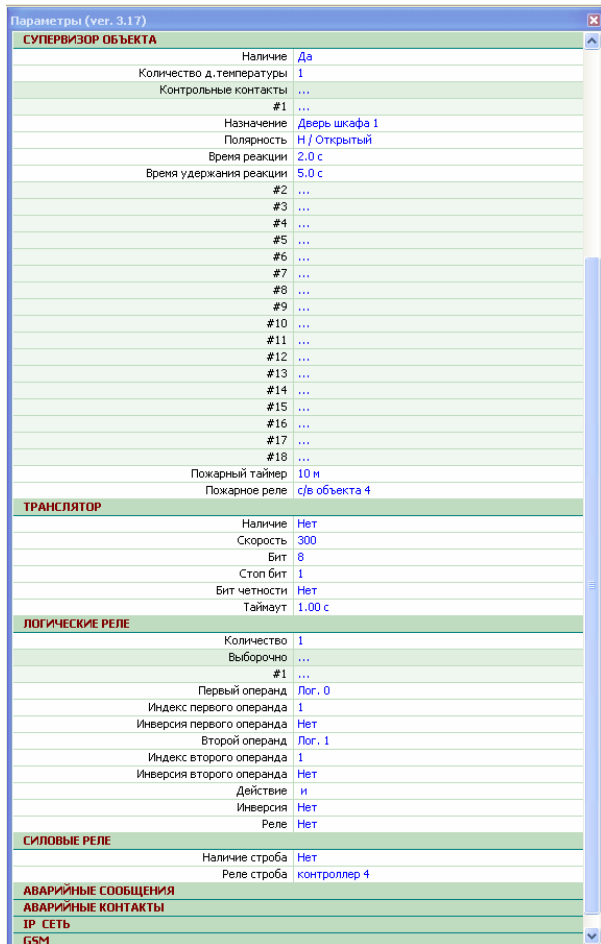 Параметры (ver. 3.17)
СУПЕРВИЗОР ОБЪЕКТА
Наличие Да
Количество д.температуры 1
Контрольные контакты ...
#1 ...
Назначение Дверь шкафа 1
Полярность Н / Открытый
Время реакции 2.0 с
Время удержания реакции 5.0 с
#2 ...
#3 ...
#4 ...
#5 ...
#6 ...
#7 ...
#8 ...
#9 ...
#10 ...
#11 ...
#12 ...
#13 ...
#14 ...
#15 ...
#16 ...
#17 ...
#18 ...
Пожарный таймер 10 м
Пожарное реле с/в объекта 4
ТРАНСЛЯТОР
Наличие Нет
Скорость 300
Бит 8
Стоп бит 1
Бит четности Нет
Таймаут 1.00 с
ЛОГИЧЕСКИЕ РЕЛЕ
Количество 1
Выборочно ...
#1 ...
Первый операнд Лог. 0
Индекс первого операнда 1
Инверсия первого операнда Нет
Второй операнд Лог. 1
Индекс второго операнда 1
Инверсия второго операнда Нет
Действие и
Инверсия Нет
Реле Нет
СИЛОВЫЕ РЕЛЕ
Наличие строба Нет
Реле строба контроллер 4
АВАРИЙНЫЕ СООБЩЕНИЯ
АВАРИЙНЫЕ КОНТАКТЫ
IP СЕТЬ
GSM